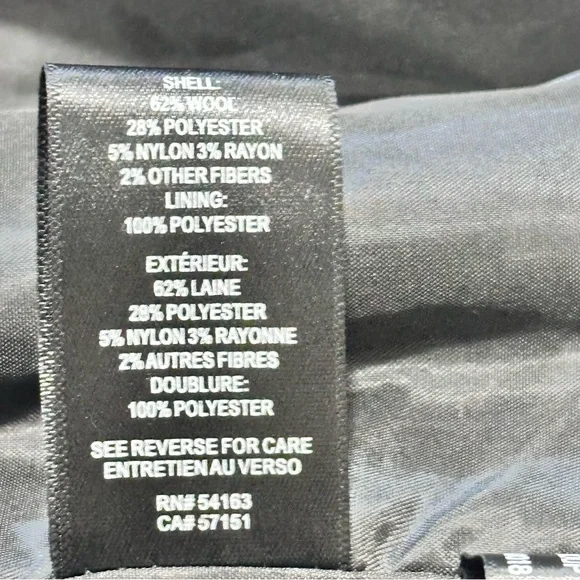 SHELL:
62% WOOL
28% POLYESTER
5% NYLON 3% RAYON
2% OTHER FIBERS
LINING:
100% POLYESTER
EXTÉRIEUR:
62% LAINE
28% POLYESTER
5% NYLON 3% RAYONNE
2% AUTRES FIBRES
DOUBLURE:
100% POLYESTER
SEE REVERSE FOR CARE
ENTRETIEN AU VERSO
RN# 54163
CA# 57151